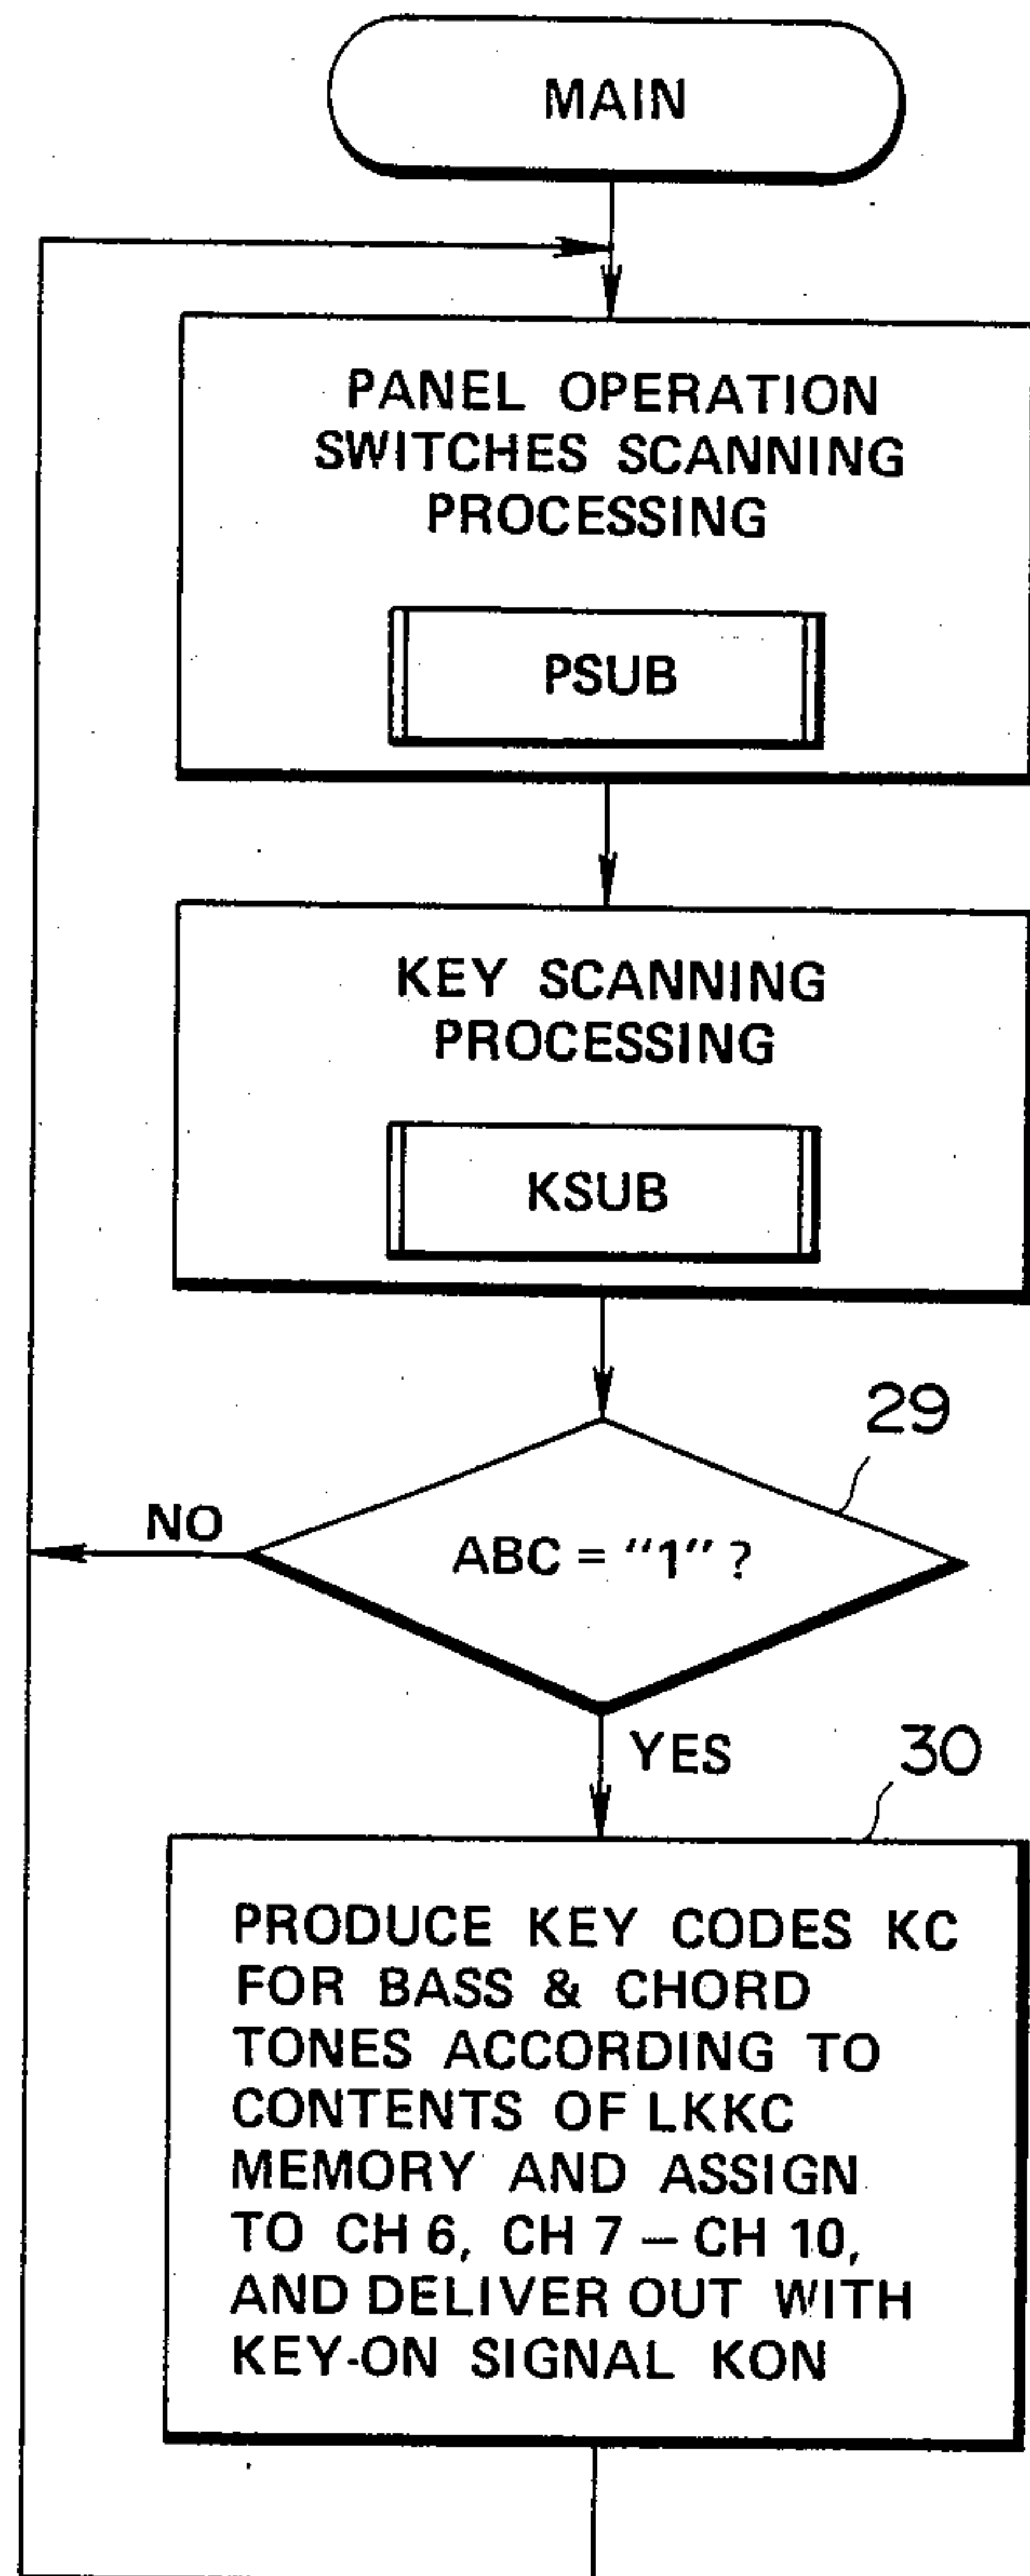 MAIN
PANEL OPERATION
SWITCHES SCANNING
PROCESSING
PSUB
KEY SCANNING
PROCESSING
KSUB
29
NO
ABC = "1" ?
YES
30
PRODUCE KEY CODES KC
FOR BASS & CHORD
TONES ACCORDING TO
CONTENTS OF LKKC
MEMORY AND ASSIGN
TO CH 6, CH 7 – CH 10,
AND DELIVER OUT WITH
KEY-ON SIGNAL KON